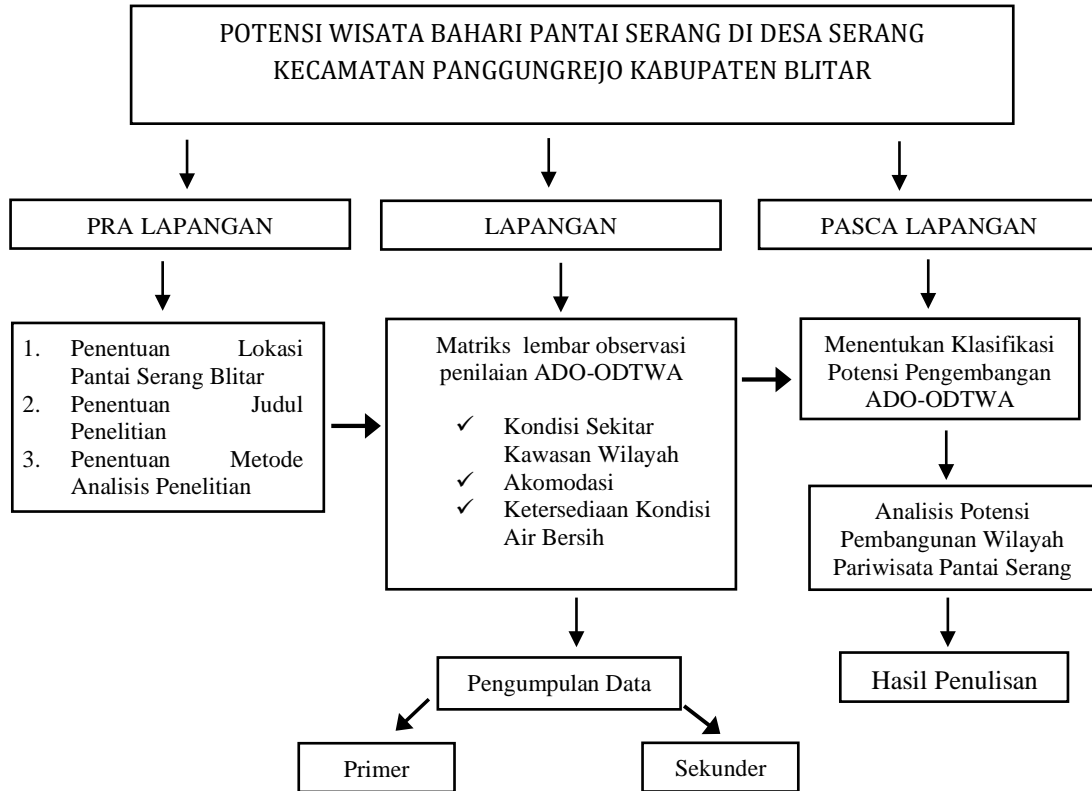 POTENSI WISATA BAHARI PANTAI SERANG DI DESA SERANG
KECAMATAN PANGGUNGREJO KABUPATEN BLITAR
PRA LAPANGAN
LAPANGAN
PASCA LAPANGAN
1. Penentuan Lokasi
Pantai Serang Blitar
2. Penentuan Judul
Penelitian
3. Penentuan Metode
Analisis Penelitian
Matriks lembar observasi
penilaian ADO-ODTWA
✓ Kondisi Sekitar
Kawasan Wilayah
✓ Akomodasi
✓ Ketersediaan Kondisi
Air Bersih
Menentukan Klasifikasi
Potensi Pengembangan
ADO-ODTWA
Analisis Potensi
Pembangunan Wilayah
Pariwisata Pantai Serang
Pengumpulan Data
Hasil Penulisan
Primer
Sekunder